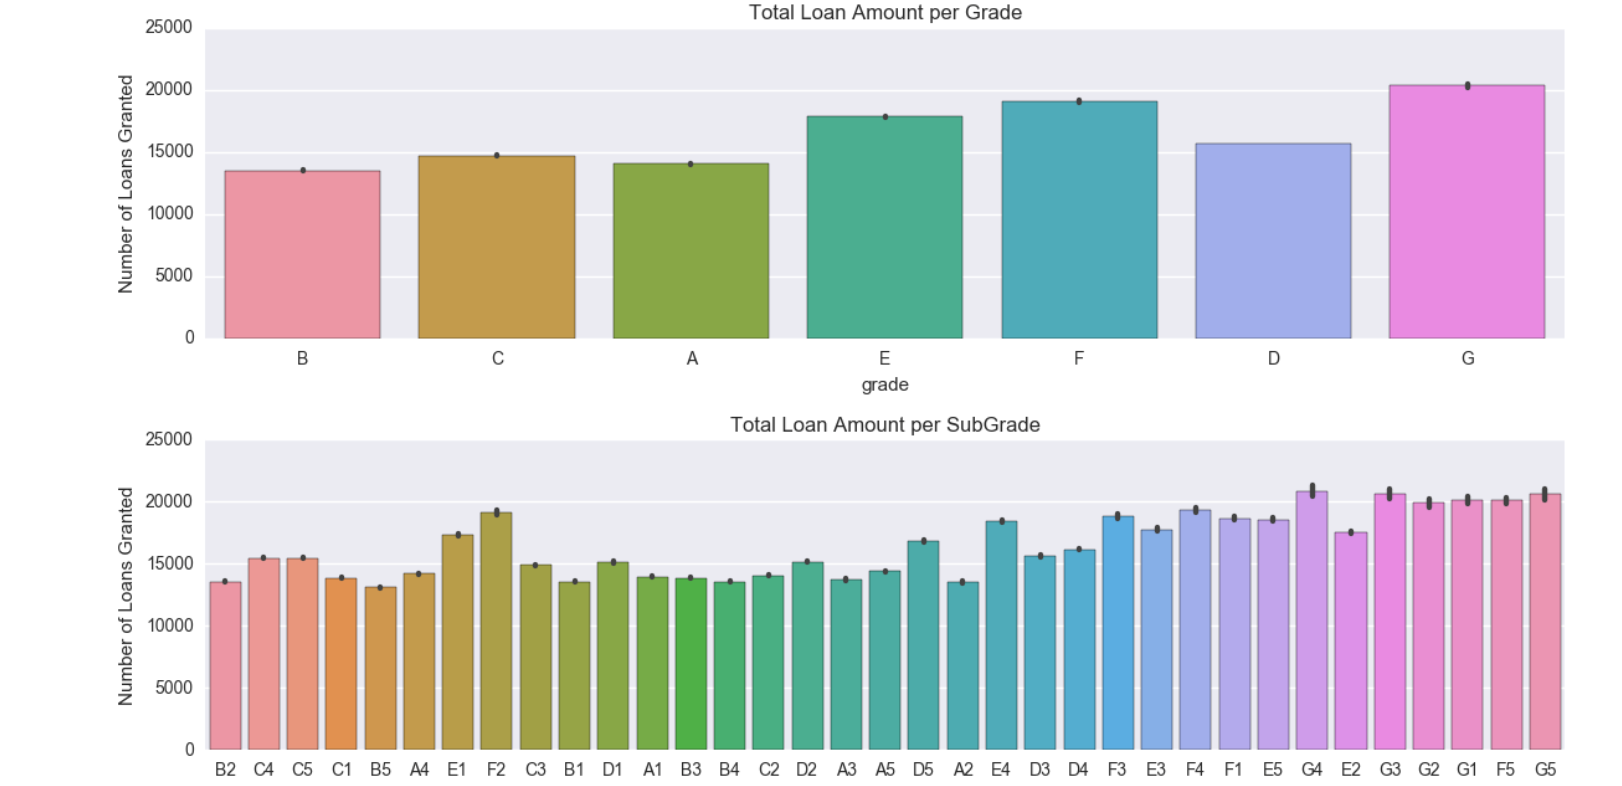 Total Loan Amount per Grade
Number of Loans Granted
25000
20000
15000
10000
5000
0
B C A E F D G
grade
Total Loan Amount per SubGrade
Number of Loans Granted
25000
20000
15000
10000
5000
0
B2 C4 C5 C1 B5 A4 E1 F2 C3 B1 D1 A1 B3 B4 C2 D2 A3 A5 D5 A2 E4 D3 D4 F3 E3 F4 F1 E5 G4 E2 G3 G2 G1 F5 G5